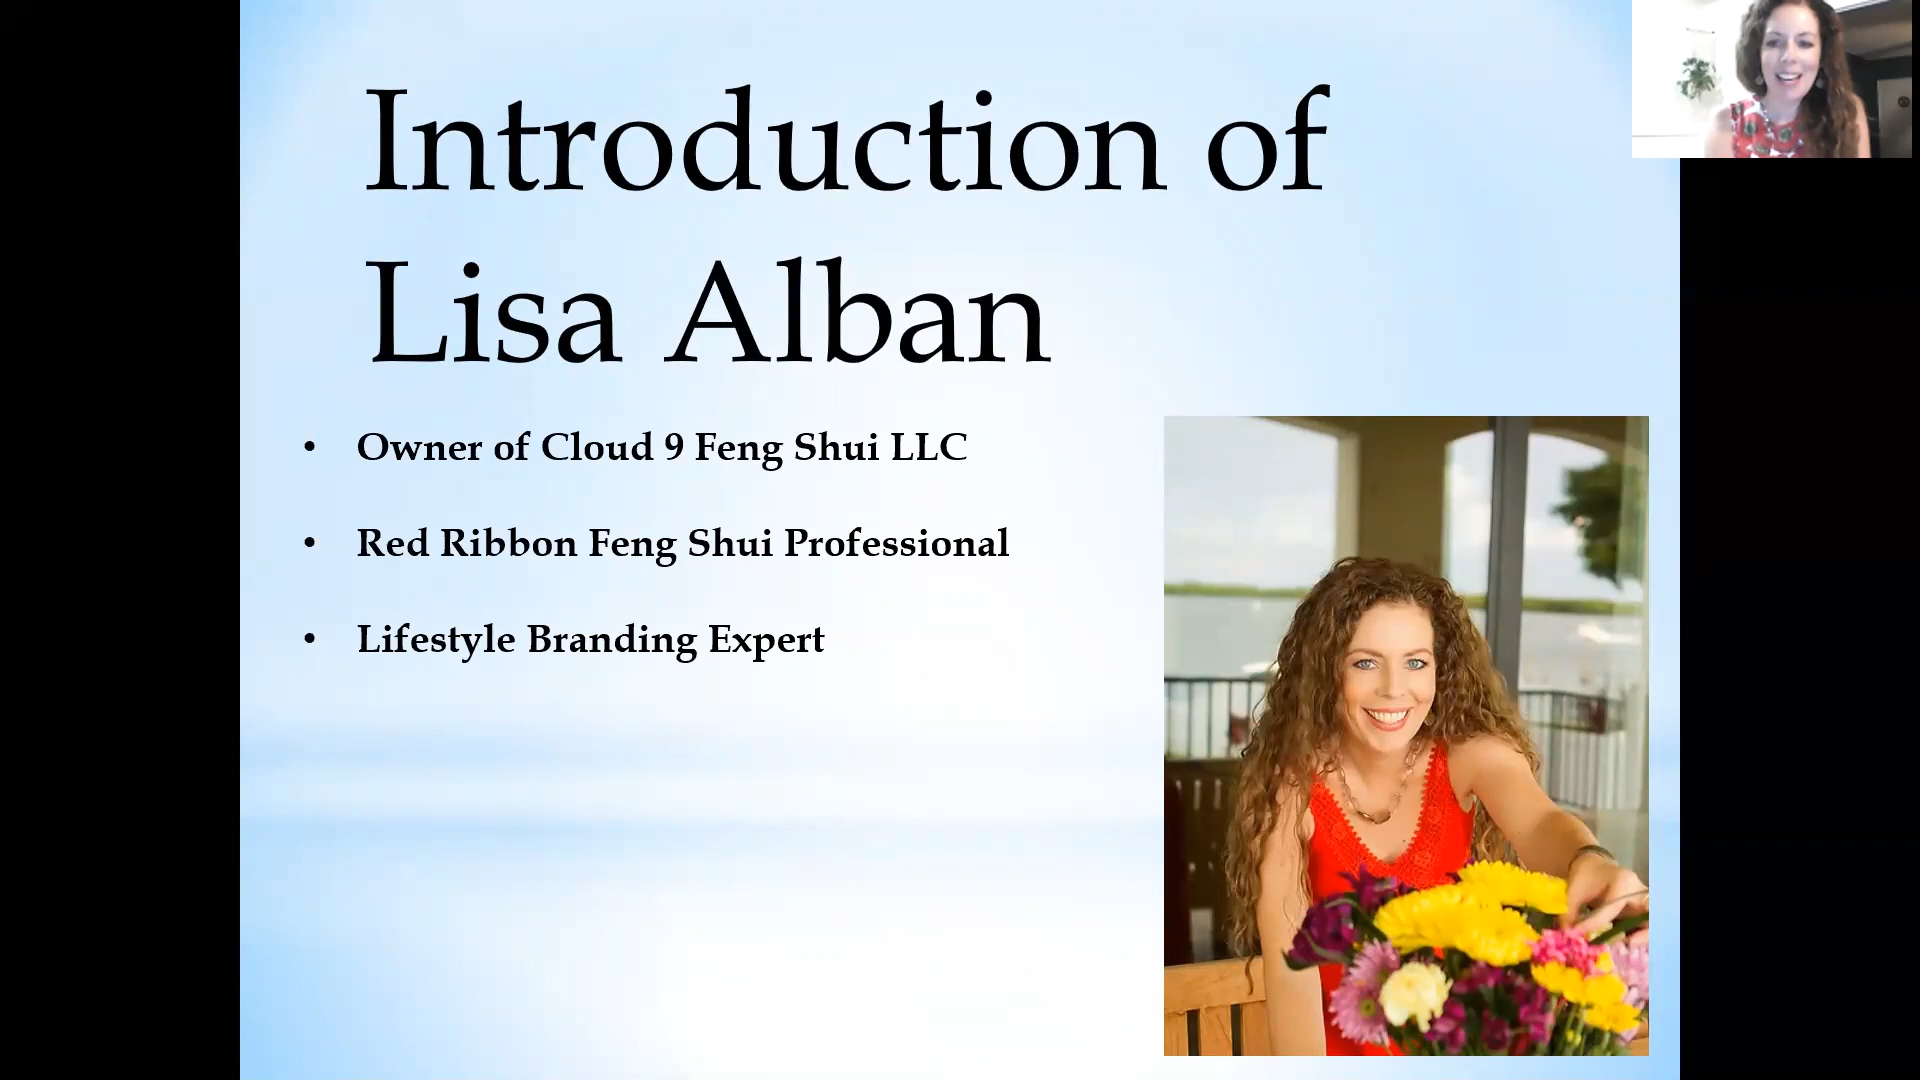 Introduction of
Lisa Alban
• Owner of Cloud 9 Feng Shui LLC
• Red Ribbon Feng Shui Professional
• Lifestyle Branding Expert